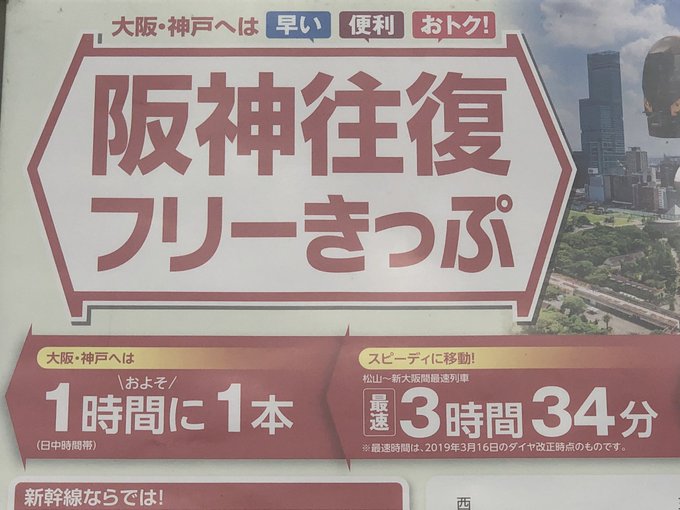 大阪・神戸へは 早い 便利 おトク!
阪神往復
フリーきっぷ
大阪・神戸へは
\およそ/
1時間に1本
(日中時間帯)
スピーディに移動!
松山〜新大阪間最速列車
最速 3時間34分
※最速時間は、2019年3月16日のダイヤ改正時点のものです。
新幹線ならでは!
西